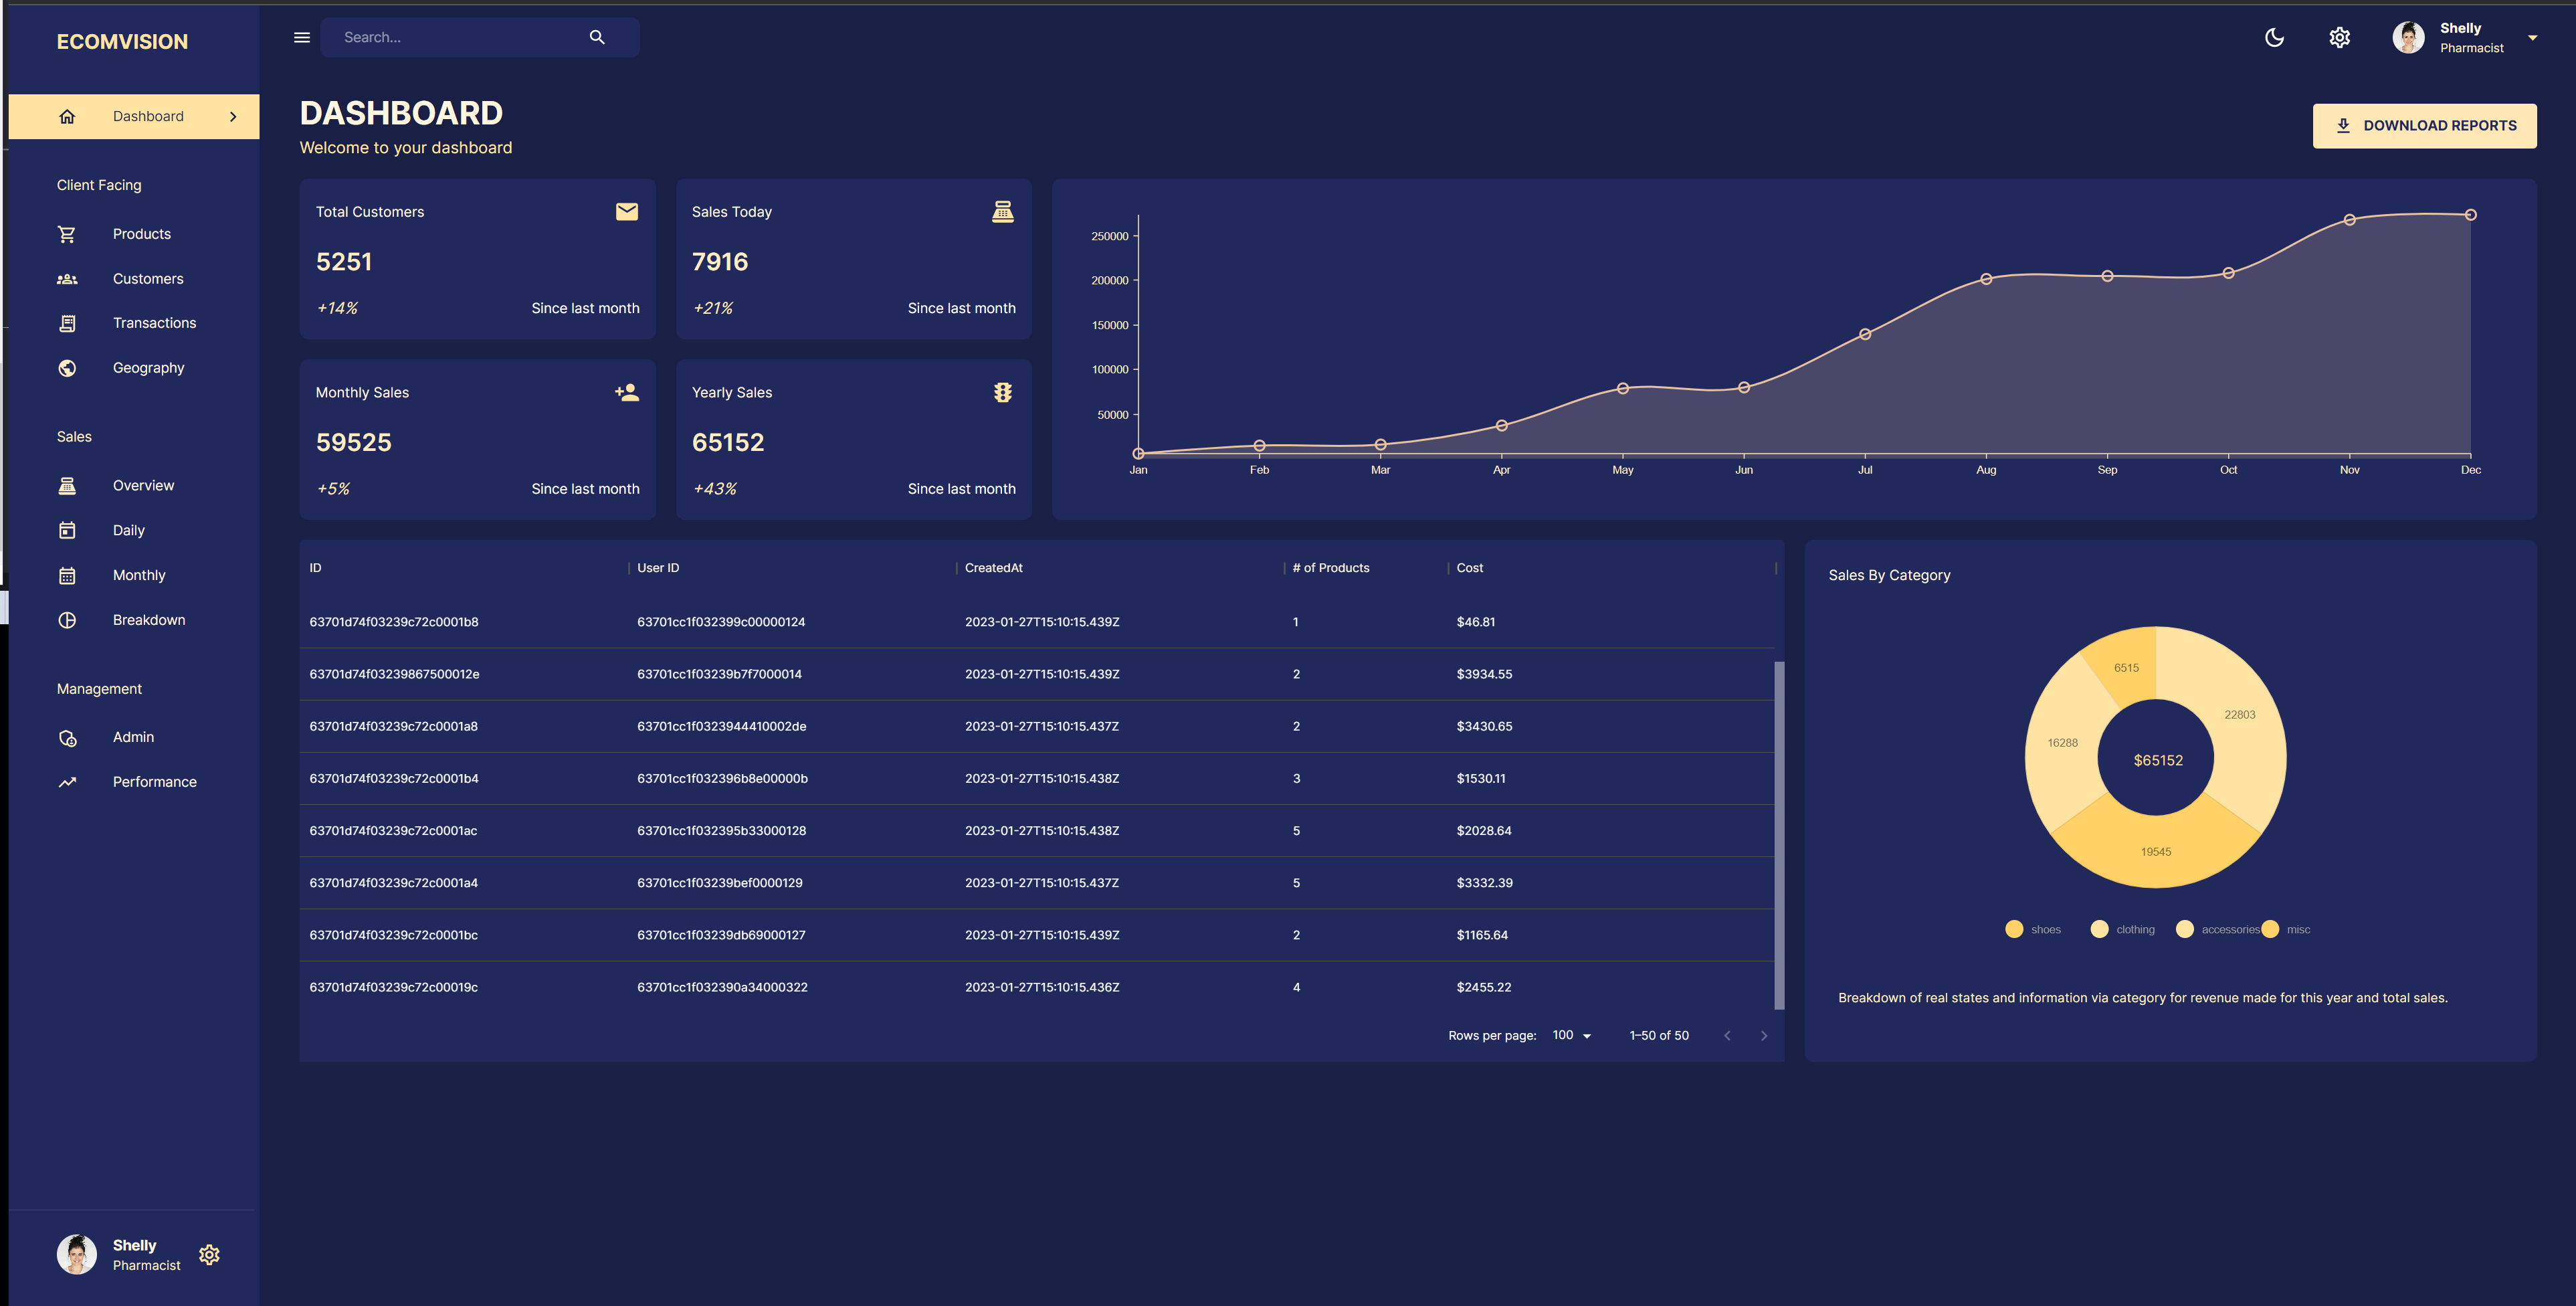 ECOMVISION
Dashboard
Client Facing
Products
Customers
Transactions
Geography
Sales
Overview
Daily
Monthly
Breakdown
Management
Admin
Performance
Shelly
Pharmacist
Search...
Shelly
Pharmacist
DASHBOARD
Welcome to your dashboard
DOWNLOAD REPORTS
Total Customers
5251
+14% Since last month
Sales Today
7916
+21% Since last month
Monthly Sales
59525
+5% Since last month
Yearly Sales
65152
+43% Since last month
250000
200000
150000
100000
50000
Jan Feb Mar Apr May Jun Jul Aug Sep Oct Nov Dec
ID User ID CreatedAt # of Products Cost
63701d74f03239c72c0001b8 63701cc1f032399c00000124 2023-01-27T15:10:15.439Z 1 $46.81
63701d74f03239867500012e 63701cc1f03239b7f7000014 2023-01-27T15:10:15.439Z 2 $3934.55
63701d74f03239c72c0001a8 63701cc1f0323944410002de 2023-01-27T15:10:15.437Z 2 $3430.65
63701d74f03239c72c0001b4 63701cc1f032396b8e00000b 2023-01-27T15:10:15.438Z 3 $1530.11
63701d74f03239c72c0001ac 63701cc1f032395b33000128 2023-01-27T15:10:15.438Z 5 $2028.64
63701d74f03239c72c0001a4 63701cc1f03239bef0000129 2023-01-27T15:10:15.437Z 5 $3332.39
63701d74f03239c72c0001bc 63701cc1f03239db69000127 2023-01-27T15:10:15.439Z 2 $1165.64
63701d74f03239c72c00019c 63701cc1f032390a34000322 2023-01-27T15:10:15.436Z 4 $2455.22
Rows per page: 100 1–50 of 50
Sales By Category
6515
22803
16288
$65152
19545
shoes clothing accessories misc
Breakdown of real states and information via category for revenue made for this year and total sales.